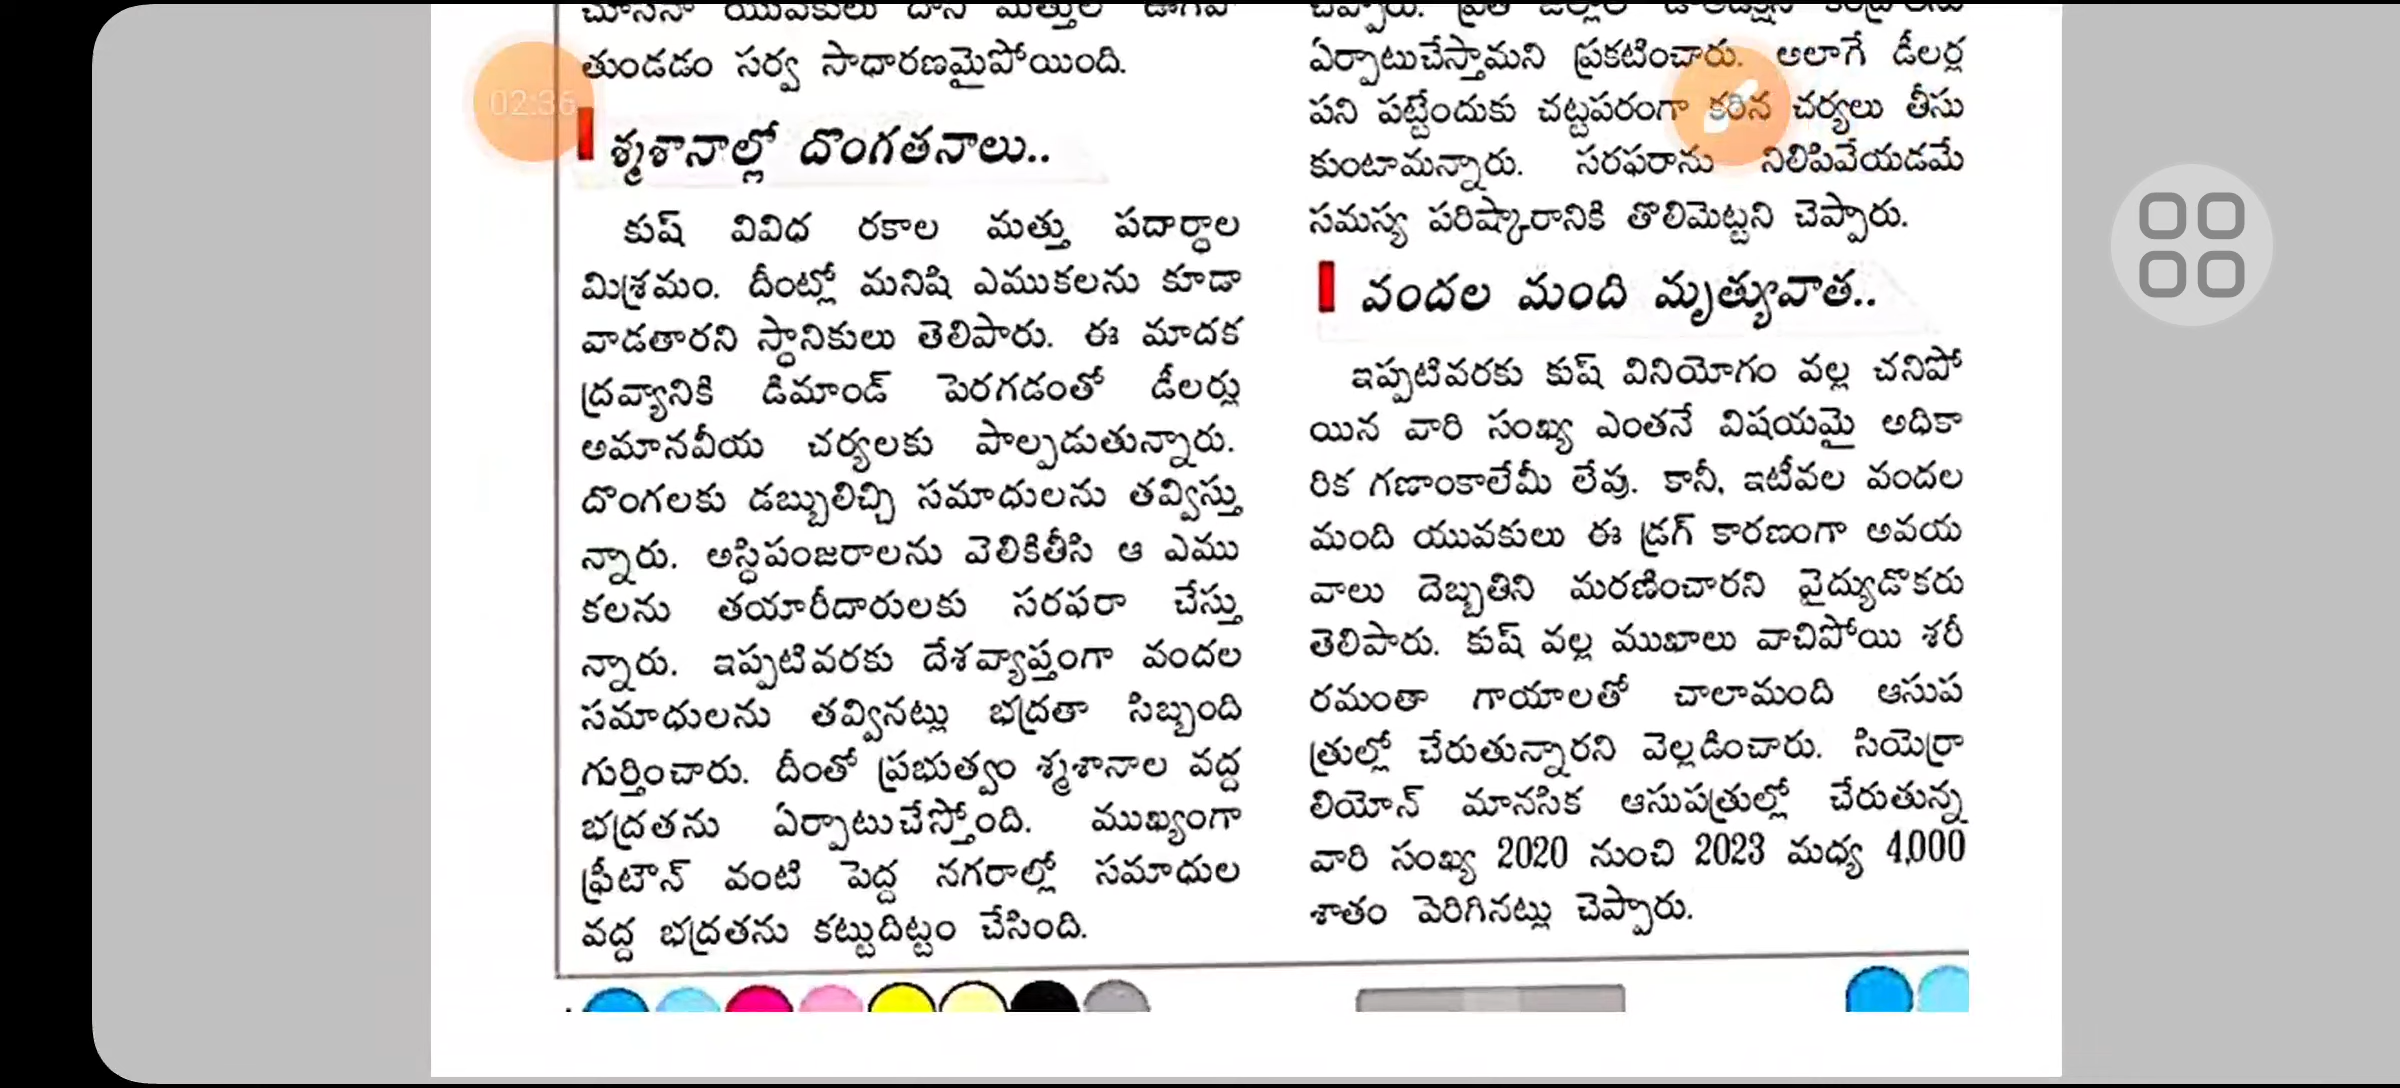 తుండడం సర్వ సాధారణమైపోయింది.
02:36
శ్మశానాల్లో దొంగతనాలు..
కుష్ వివిధ రకాల మత్తు పదార్థాల
మిశ్రమం. దీంట్లో మనిషి ఎముకలను కూడా
వాడతారని స్థానికులు తెలిపారు. ఈ మాదక
ద్రవ్యానికి డిమాండ్ పెరగడంతో డీలర్లు
అమానవీయ చర్యలకు పాల్పడుతున్నారు.
దొంగలకు డబ్బులిచ్చి సమాధులను తవ్విస్తు
న్నారు. అస్థిపంజరాలను వెలికితీసి ఆ ఎము
కలను తయారీదారులకు సరఫరా చేస్తు
న్నారు. ఇప్పటివరకు దేశవ్యాప్తంగా వందల
సమాధులను తవ్వినట్లు భద్రతా సిబ్బంది
గుర్తించారు. దీంతో ప్రభుత్వం శ్మశానాల వద్ద
భద్రతను ఏర్పాటుచేస్తోంది. ముఖ్యంగా
ఫ్రీటౌన్ వంటి పెద్ద నగరాల్లో సమాధుల
వద్ద భద్రతను కట్టుదిట్టం చేసింది.
ఏర్పాటుచేస్తామని ప్రకటించారు. అలాగే డీలర్ల
పని పట్టేందుకు చట్టపరంగా కఠిన చర్యలు తీసు
కుంటామన్నారు. సరఫరాను నిలిపివేయడమే
సమస్య పరిష్కారానికి తొలిమెట్టని చెప్పారు.
వందల మంది మృత్యువాత..
ఇప్పటివరకు కుష్ వినియోగం వల్ల చనిపో
యిన వారి సంఖ్య ఎంతనే విషయమై అధికా
రిక గణాంకాలేమీ లేవు. కానీ, ఇటీవల వందల
మంది యువకులు ఈ డ్రగ్ కారణంగా అవయ
వాలు దెబ్బతిని మరణించారని వైద్యుడొకరు
తెలిపారు. కుష్ వల్ల ముఖాలు వాచిపోయి శరీ
రమంతా గాయాలతో చాలామంది ఆసుప
త్రుల్లో చేరుతున్నారని వెల్లడించారు. సియెర్రా
లియోన్ మానసిక ఆసుపత్రుల్లో చేరుతున్న
వారి సంఖ్య 2020 నుంచి 2023 మధ్య 4,000
శాతం పెరిగినట్లు చెప్పారు.